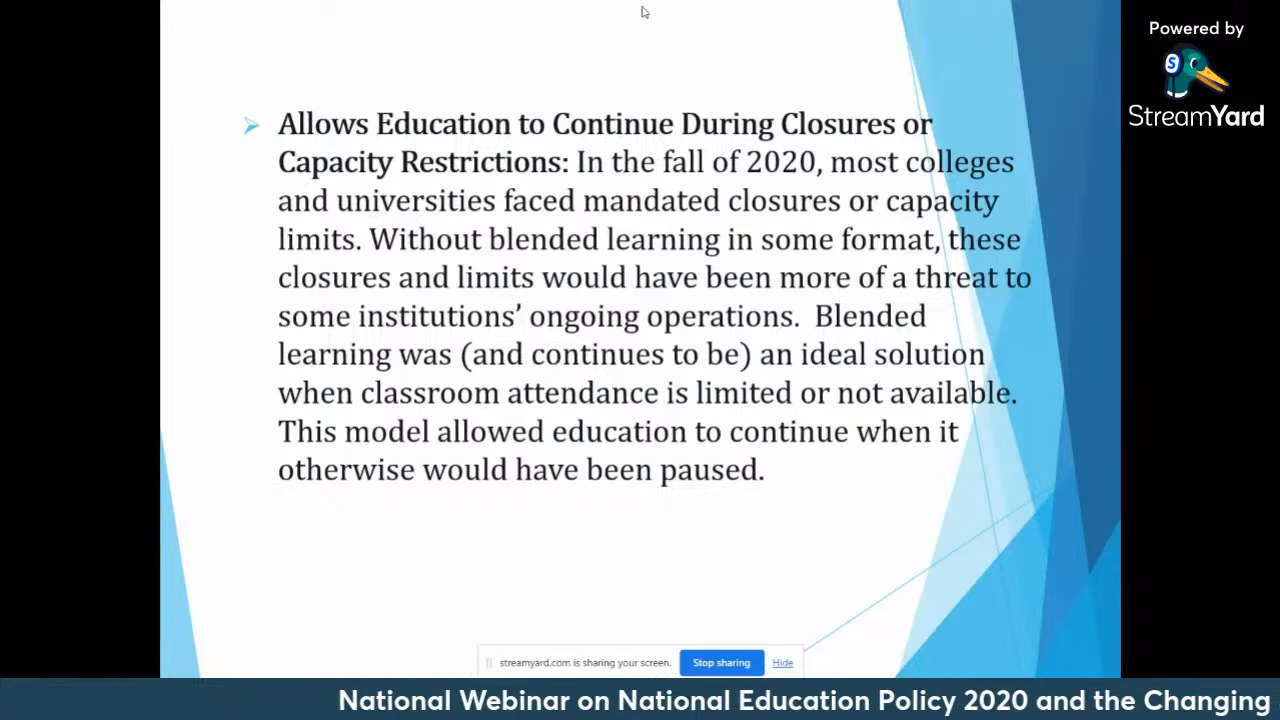 Powered by
S
StreamYard
Allows Education to Continue During Closures or
Capacity Restrictions: In the fall of 2020, most colleges
and universities faced mandated closures or capacity
limits. Without blended learning in some format, these
closures and limits would have been more of a threat to
some institutions’ ongoing operations.  Blended
learning was (and continues to be) an ideal solution
when classroom attendance is limited or not available.
This model allowed education to continue when it
otherwise would have been paused.
streamyard.com is sharing your screen. Stop sharing Hide
National Webinar on National Education Policy 2020 and the Changing